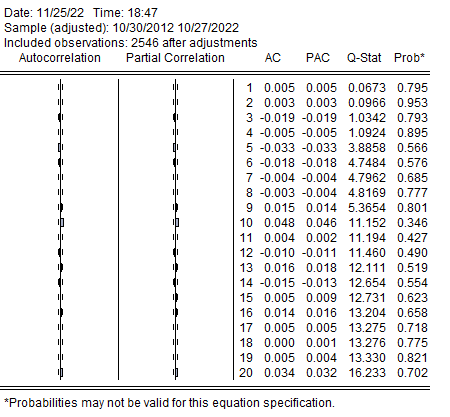 Date: 11/25/22 Time: 18:47
Sample (adjusted): 10/30/2012 10/27/2022
Included observations: 2546 after adjustments
Autocorrelation Partial Correlation AC PAC Q-Stat Prob*
1 0.005 0.005 0.0673 0.795
2 0.003 0.003 0.0966 0.953
3 -0.019 -0.019 1.0342 0.793
4 -0.005 -0.005 1.0924 0.895
5 -0.033 -0.033 3.8858 0.566
6 -0.018 -0.018 4.7484 0.576
7 -0.004 -0.004 4.7962 0.685
8 -0.003 -0.004 4.8169 0.777
9 0.015 0.014 5.3654 0.801
10 0.048 0.046 11.152 0.346
11 0.004 0.002 11.194 0.427
12 -0.010 -0.011 11.460 0.490
13 0.016 0.018 12.111 0.519
14 -0.015 -0.013 12.654 0.554
15 0.005 0.009 12.731 0.623
16 0.014 0.016 13.204 0.658
17 0.005 0.005 13.275 0.718
18 0.000 0.001 13.276 0.775
19 0.005 0.004 13.330 0.821
20 0.034 0.032 16.233 0.702
*Probabilities may not be valid for this equation specification.